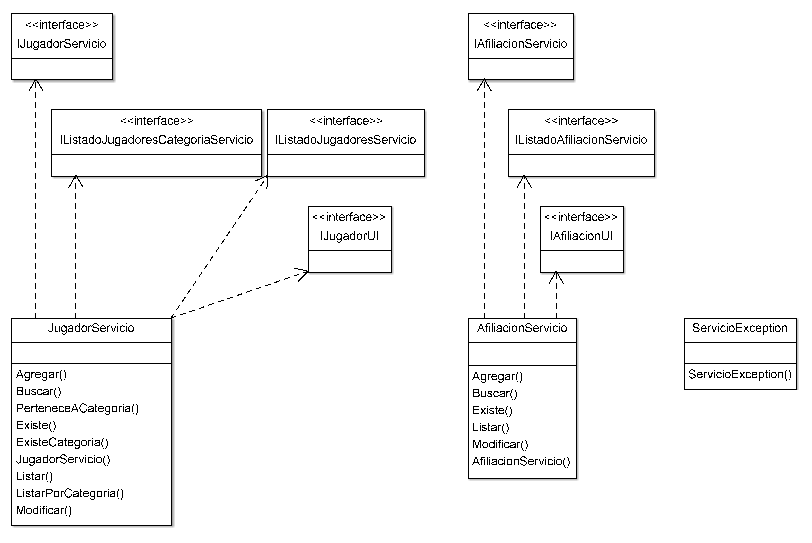 <<interface>>
IJugadorServicio
<<interface>>
IListadoJugadoresCategoriaServicio
<<interface>>
IListadoJugadoresServicio
<<interface>>
IJugadorUI
JugadorServicio
Agregar()
Buscar()
PerteneceACategoria()
Existe()
ExisteCategoria()
JugadorServicio()
Listar()
ListarPorCategoria()
Modificar()
<<interface>>
IAfiliacionServicio
<<interface>>
IListadoAfiliacionServicio
<<interface>>
IAfiliacionUI
AfiliacionServicio
Agregar()
Buscar()
Existe()
Listar()
Modificar()
AfiliacionServicio()
ServicioException
ServicioException()